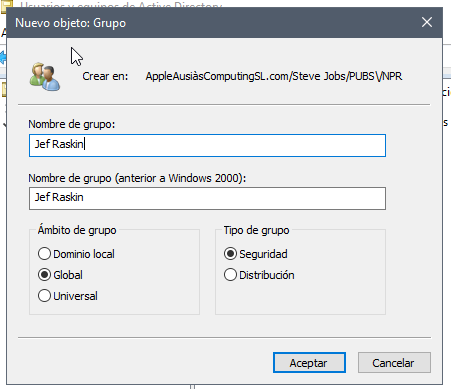 Usuarios y equipos de Active Directory
Nuevo objeto: Grupo
Crear en: AppleAusiàsComputingSL.com/Steve Jobs/PUBS\/NPR
Nombre de grupo:
Jef Raskin
Nombre de grupo (anterior a Windows 2000):
Jef Raskin
Ámbito de grupo
Dominio local
Global
Universal
Tipo de grupo
Seguridad
Distribución
Aceptar
Cancelar